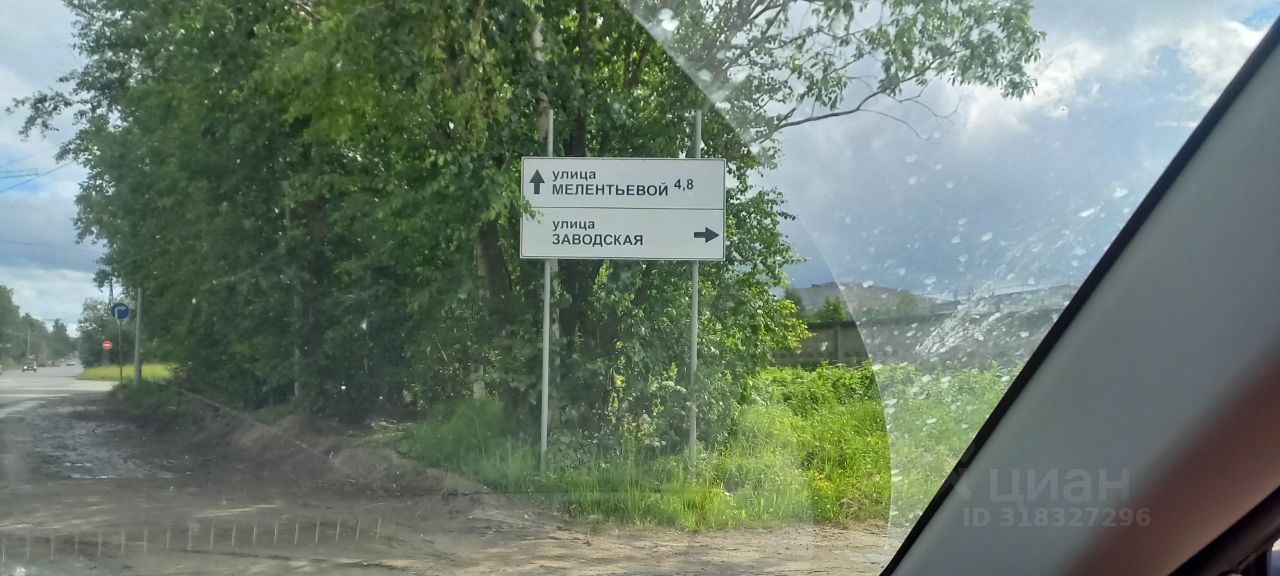 улица
МЕЛЕНТЬЕВОЙ 4,8
улица
ЗАВОДСКАЯ
циан
ID 318327296